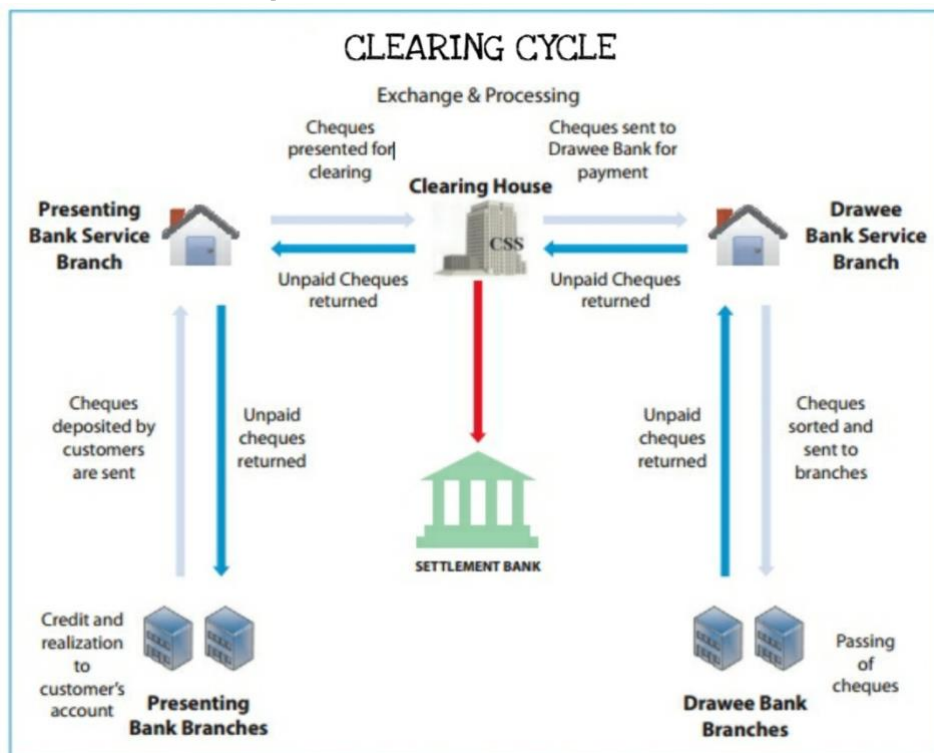 CLEARING CYCLE
Exchange & Processing
Cheques
presented for
clearing
Cheques sent to
Drawee Bank for
payment
Clearing House
Presenting
Bank Service
Branch
CSS
Drawee
Bank Service
Branch
Unpaid Cheques
returned
Unpaid Cheques
returned
Cheques
deposited by
customers
are sent
Unpaid
cheques
returned
Unpaid
cheques
returned
Cheques
sorted and
sent to
branches
SETTLEMENT BANK
Credit and
realization
to
customer's
account
Presenting
Bank Branches
Drawee Bank
Branches
Passing
of
cheques